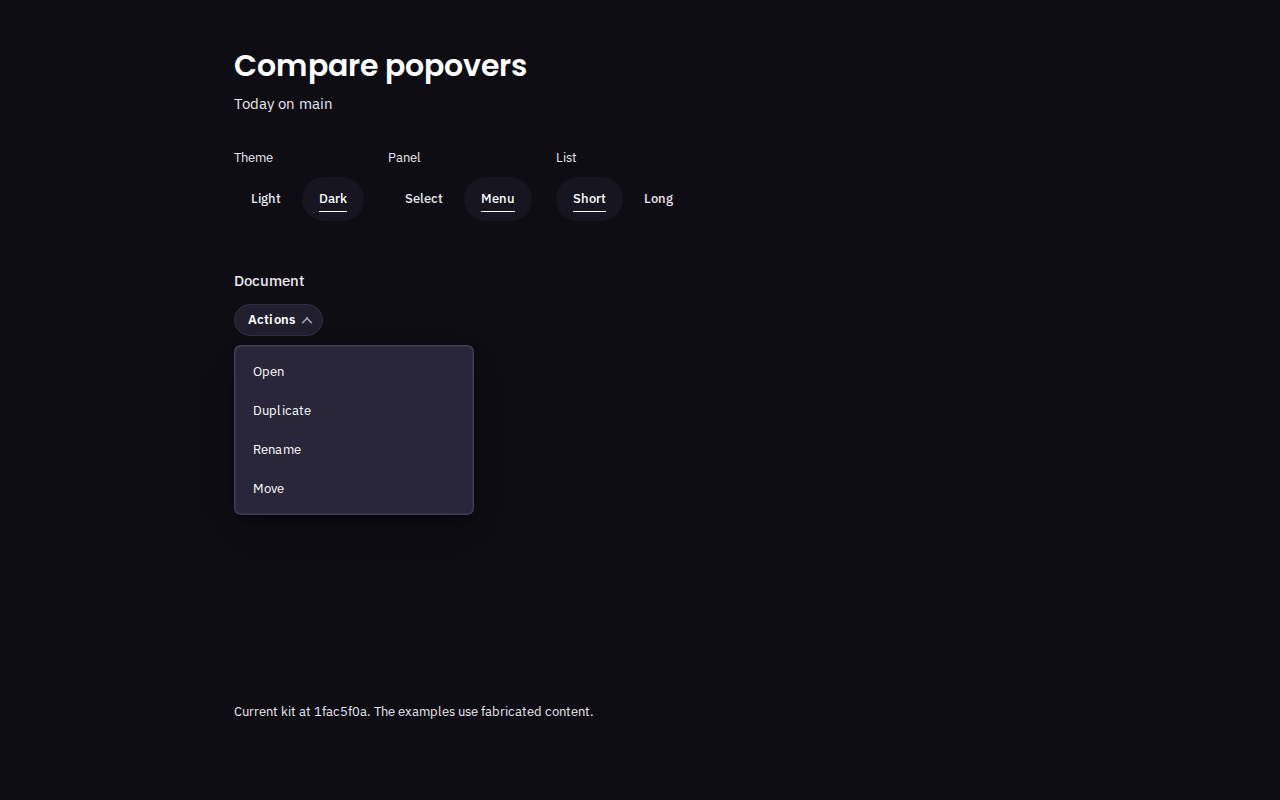 Compare popovers
Today on main
Theme Panel List
Light Dark Select Menu Short Long
Document
Actions
Open
Duplicate
Rename
Move
Current kit at 1fac5f0a. The examples use fabricated content.